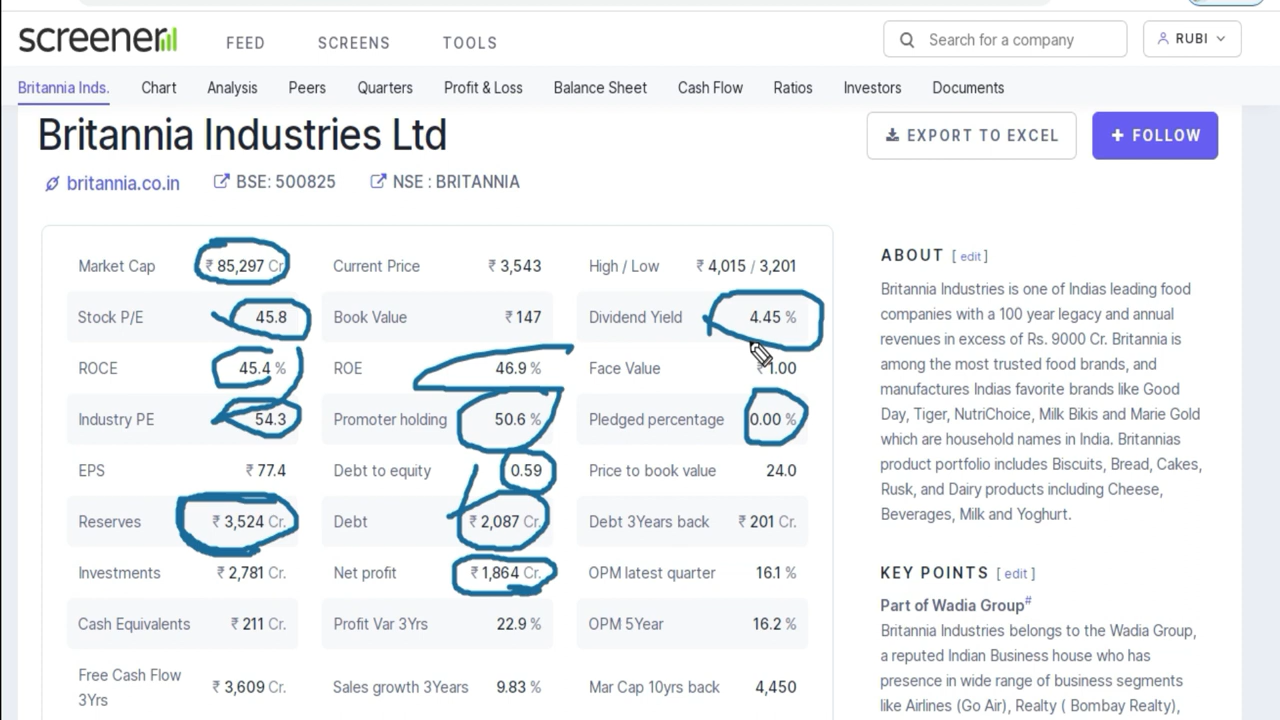 screener
FEED SCREENS TOOLS
Search for a company
RUBI
Britannia Inds. Chart Analysis Peers Quarters Profit & Loss Balance Sheet Cash Flow Ratios Investors Documents
Britannia Industries Ltd
EXPORT TO EXCEL
+ FOLLOW
britannia.co.in BSE: 500825 NSE : BRITANNIA
Market Cap ₹ 85,297 Cr. Current Price ₹ 3,543 High / Low ₹ 4,015 / 3,201
Stock P/E 45.8 Book Value ₹ 147 Dividend Yield 4.45 %
ROCE 45.4 % ROE 46.9 % Face Value ₹ 1.00
Industry PE 54.3 Promoter holding 50.6 % Pledged percentage 0.00 %
EPS ₹ 77.4 Debt to equity 0.59 Price to book value 24.0
Reserves ₹ 3,524 Cr. Debt ₹ 2,087 Cr. Debt 3Years back ₹ 201 Cr.
Investments ₹ 2,781 Cr. Net profit ₹ 1,864 Cr. OPM latest quarter 16.1 %
Cash Equivalents ₹ 211 Cr. Profit Var 3Yrs 22.9 % OPM 5Year 16.2 %
Free Cash Flow
3Yrs ₹ 3,609 Cr. Sales growth 3Years 9.83 % Mar Cap 10yrs back 4,450
ABOUT [ edit ]
Britannia Industries is one of Indias leading food
companies with a 100 year legacy and annual
revenues in excess of Rs. 9000 Cr. Britannia is
among the most trusted food brands, and
manufactures Indias favorite brands like Good
Day, Tiger, NutriChoice, Milk Bikis and Marie Gold
which are household names in India. Britannias
product portfolio includes Biscuits, Bread, Cakes,
Rusk, and Dairy products including Cheese,
Beverages, Milk and Yoghurt.
KEY POINTS [ edit ]
Part of Wadia Group#
Britannia Industries belongs to the Wadia Group,
a reputed Indian Business house who has
presence in wide range of business segments
like Airlines (Go Air), Realty ( Bombay Realty),